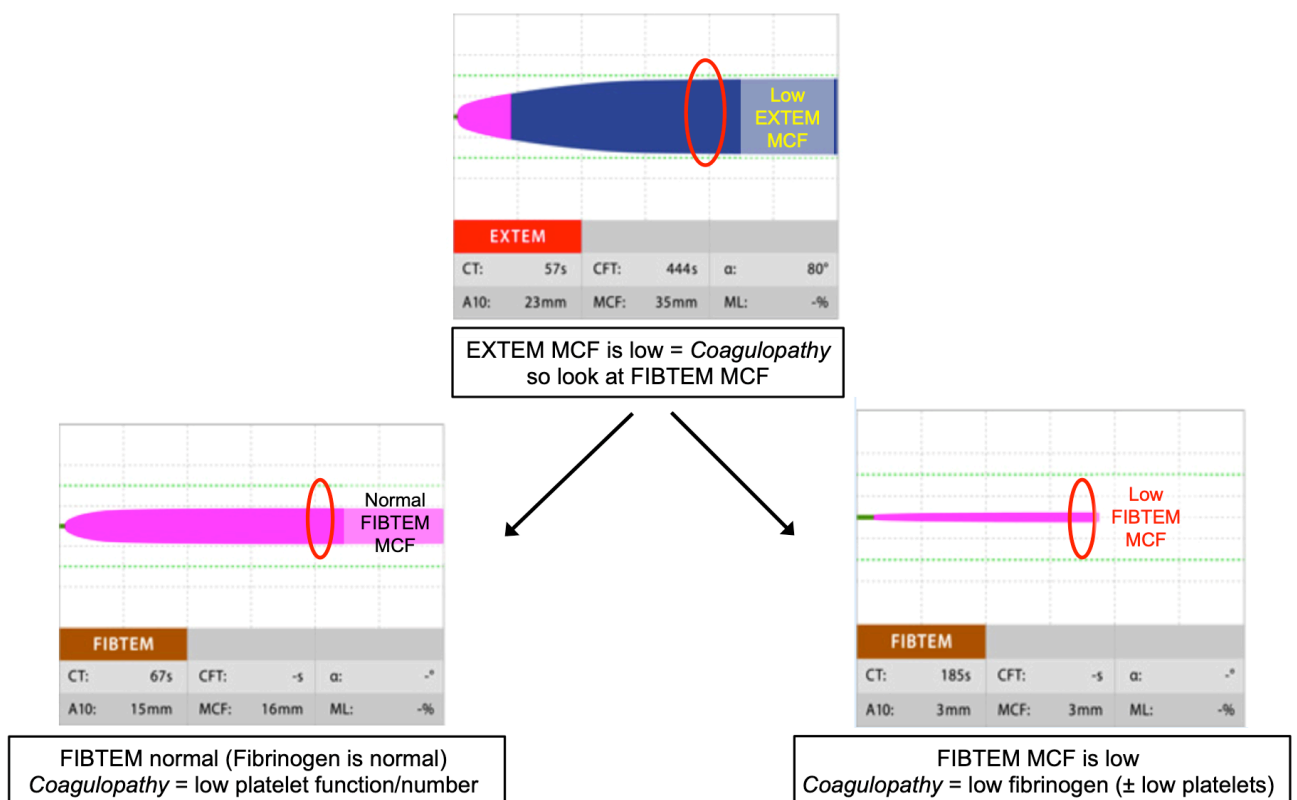 Low
EXTEM
MCF
EXTEM
CT: 57s CFT: 444s α: 80°
A10: 23mm MCF: 35mm ML: -%
EXTEM MCF is low = Coagulopathy
so look at FIBTEM MCF
Normal
FIBTEM
MCF
FIBTEM
CT: 67s CFT: -s α: -°
A10: 15mm MCF: 16mm ML: -%
FIBTEM normal (Fibrinogen is normal)
Coagulopathy = low platelet function/number
Low
FIBTEM
MCF
FIBTEM
CT: 185s CFT: -s α: -°
A10: 3mm MCF: 3mm ML: -%
FIBTEM MCF is low
Coagulopathy = low fibrinogen (± low platelets)